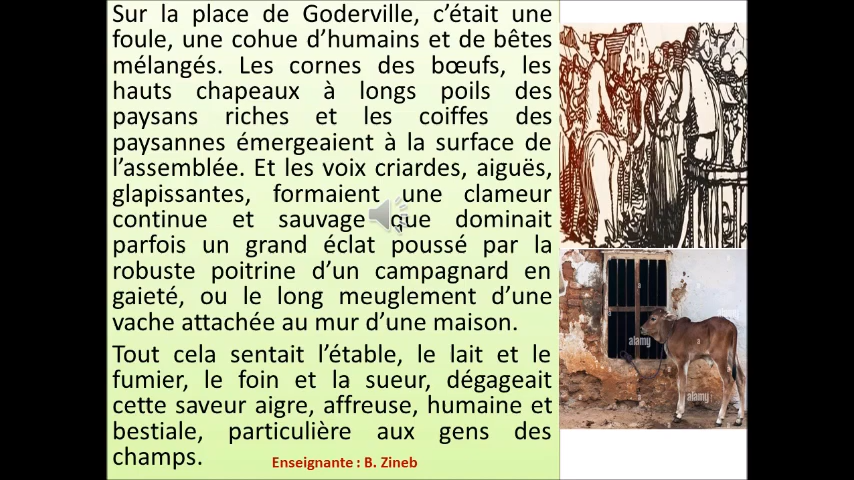 Sur la place de Goderville, c’était une
foule, une cohue d’humains et de bêtes
mélangés. Les cornes des bœufs, les
hauts chapeaux à longs poils des
paysans riches et les coiffes des
paysannes émergeaient à la surface de
l’assemblée. Et les voix criardes, aiguës,
glapissantes, formaient une clameur
continue et sauvage que dominait
parfois un grand éclat poussé par la
robuste poitrine d’un campagnard en
gaieté, ou le long meuglement d’une
vache attachée au mur d’une maison.
Tout cela sentait l’étable, le lait et le
fumier, le foin et la sueur, dégageait
cette saveur aigre, affreuse, humaine et
bestiale, particulière aux gens des
champs.
Enseignante : B. Zineb
a
alamy
a
a
alamy